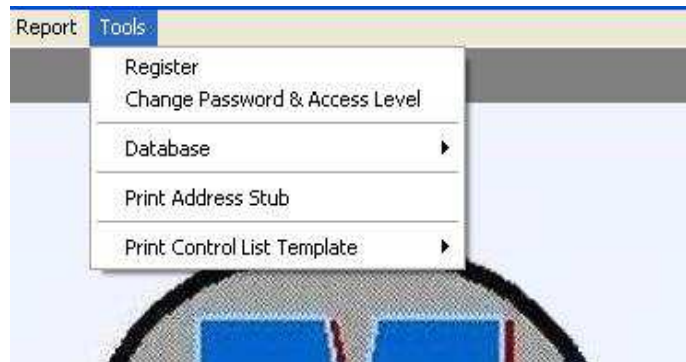 Report Tools
Register
Change Password & Access Level
Database
Print Address Stub
Print Control List Template